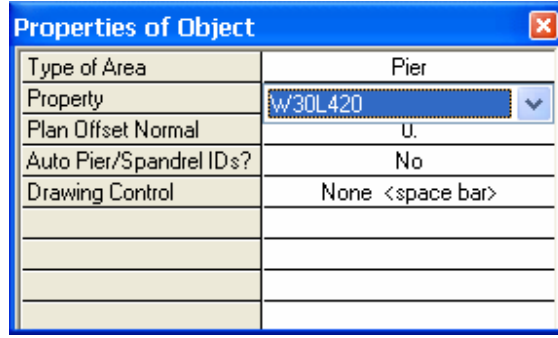 Properties of Object
Type of Area Pier
Property W30L420
Plan Offset Normal 0.
Auto Pier/Spandrel IDs? No
Drawing Control None <space bar>